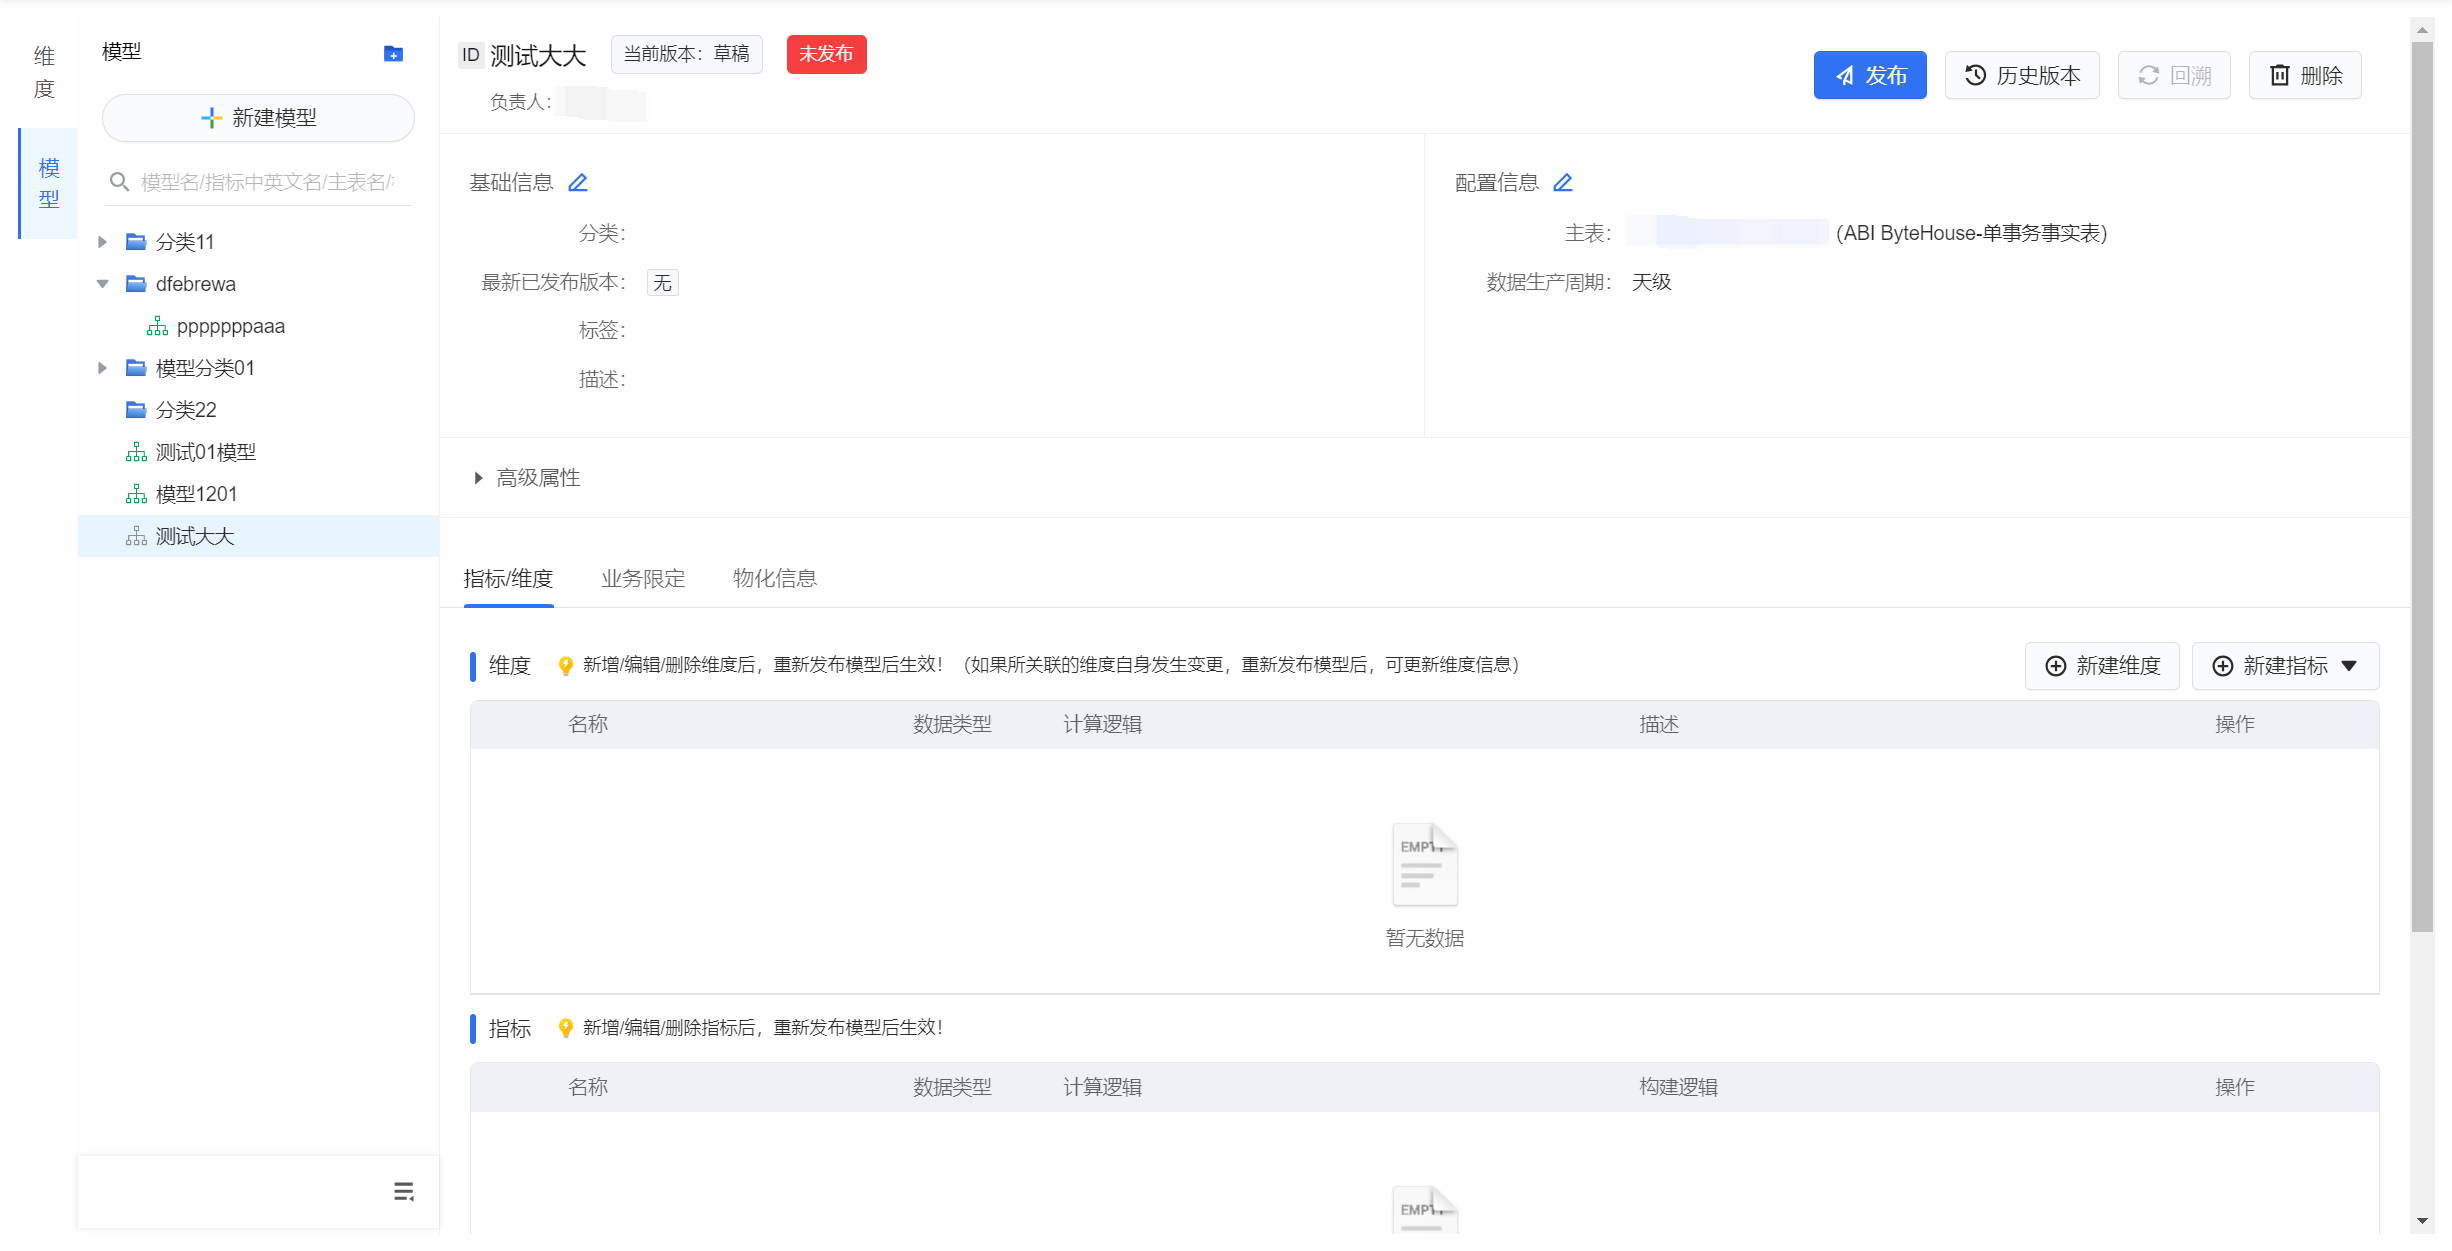 维度
模型
模型
新建模型
模型名/指标中英文名/主表名/
分类11
dfebrewa
pppppppaaa
模型分类01
分类22
测试01模型
模型1201
测试大大
ID 测试大大 当前版本：草稿 未发布
负责人：
发布 历史版本 回溯 删除
基础信息
分类：
最新已发布版本： 无
标签：
描述：
配置信息
主表： (ABI ByteHouse-单事务事实表)
数据生产周期： 天级
高级属性
指标/维度 业务限定 物化信息
维度 新增/编辑/删除维度后，重新发布模型后生效！（如果所关联的维度自身发生变更，重新发布模型后，可更新维度信息） 新建维度 新建指标
名称 数据类型 计算逻辑 描述 操作
EMPTY
暂无数据
指标 新增/编辑/删除指标后，重新发布模型后生效！
名称 数据类型 计算逻辑 构建逻辑 操作
EMPTY